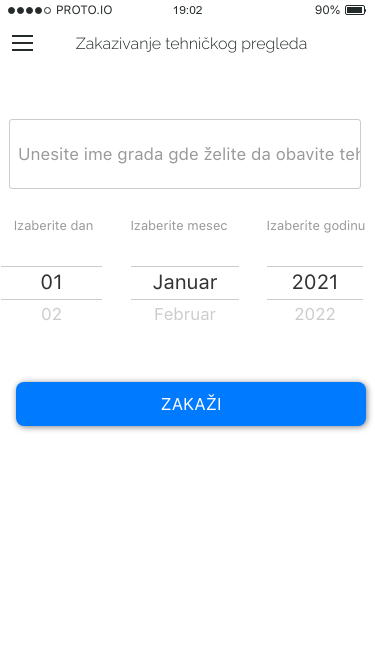 PROTO.IO 19:02 90%
Zakazivanje tehničkog pregleda
Unesite ime grada gde želite da obavite teh
Izaberite dan Izaberite mesec Izaberite godinu
01 Januar 2021
02 Februar 2022
ZAKAŽI